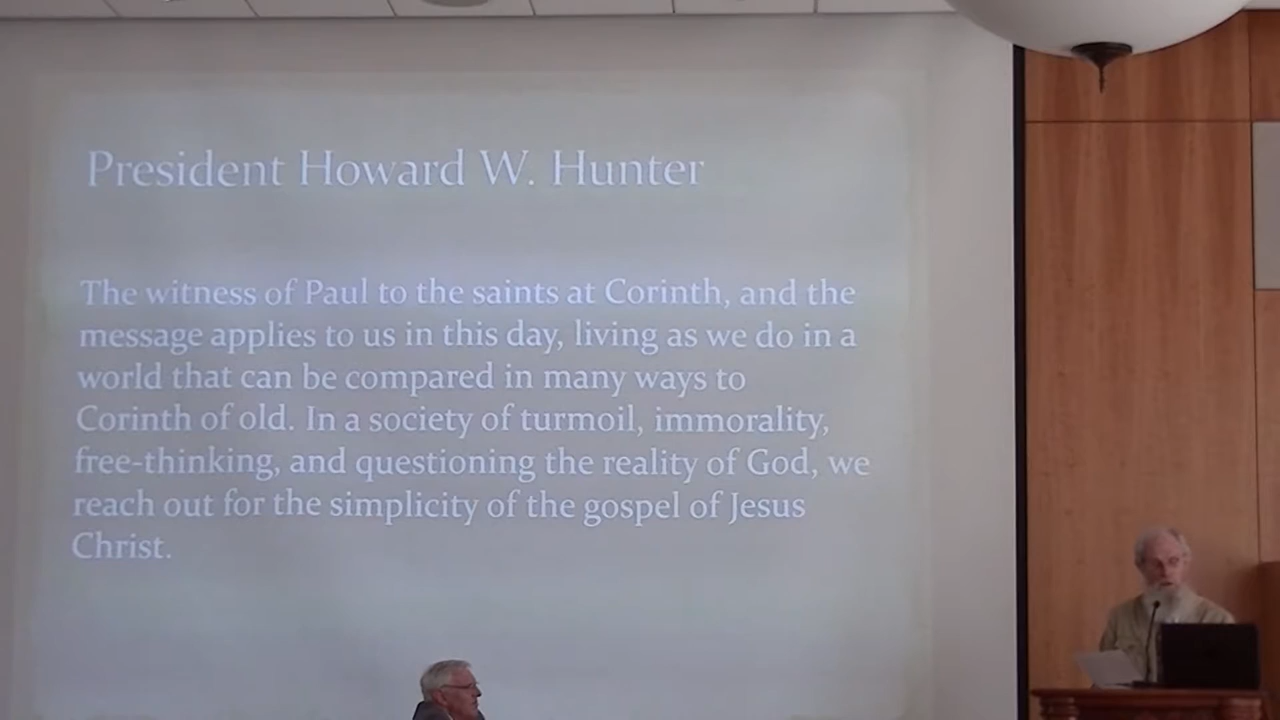 President Howard W. Hunter
The witness of Paul to the saints at Corinth, and the
message applies to us in this day, living as we do in a
world that can be compared in many ways to
Corinth of old. In a society of turmoil, immorality,
free-thinking, and questioning the reality of God, we
reach out for the simplicity of the gospel of Jesus
Christ.